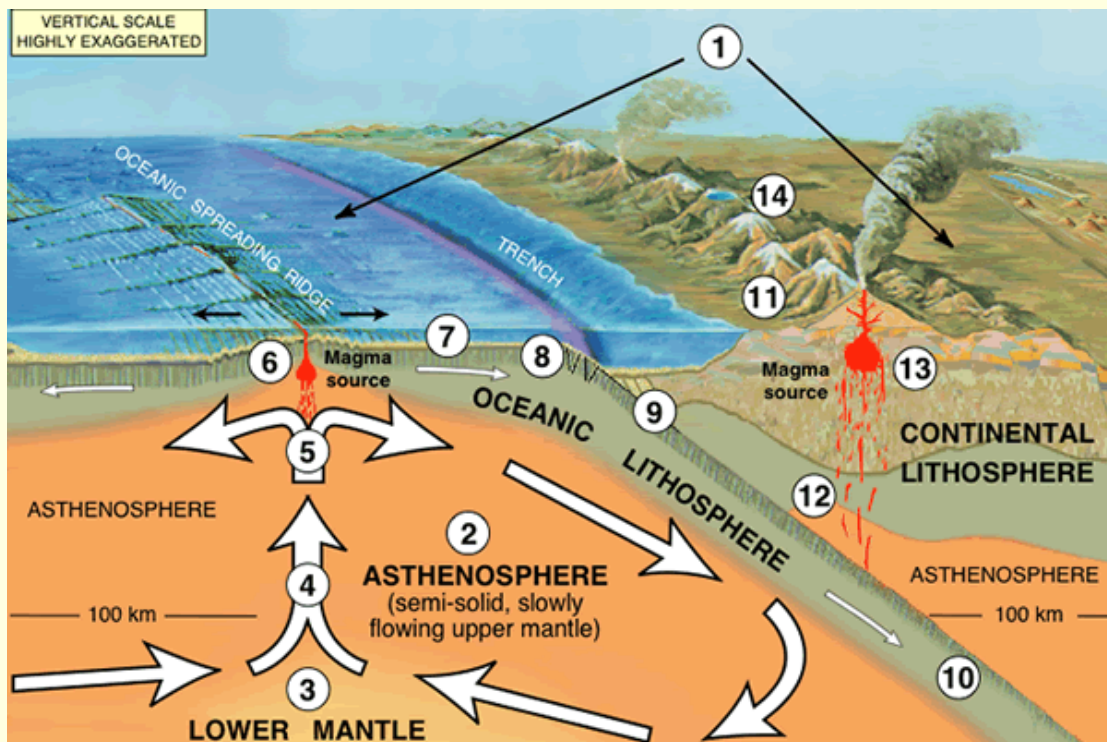 VERTICAL SCALE
HIGHLY EXAGGERATED
1
OCEANIC SPREADING RIDGE
TRENCH
14
11
7
8
6
Magma
source
Magma
source
13
9
OCEANIC LITHOSPHERE
CONTINENTAL
LITHOSPHERE
5
12
ASTHENOSPHERE
2
ASTHENOSPHERE
(semi-solid, slowly
flowing upper mantle)
ASTHENOSPHERE
4
100 km
100 km
10
3
LOWER MANTLE